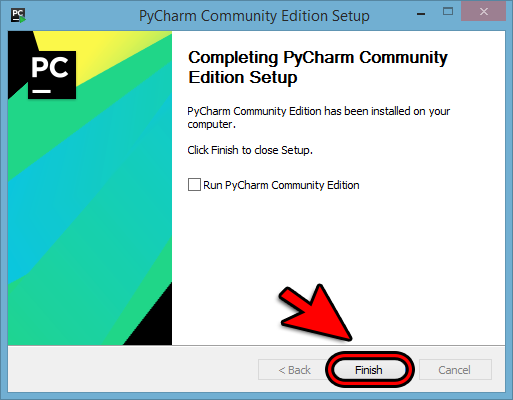 PyCharm Community Edition Setup
PC
Completing PyCharm Community
Edition Setup
PyCharm Community Edition has been installed on your
computer.
Click Finish to close Setup.
Run PyCharm Community Edition
< Back
Finish
Cancel